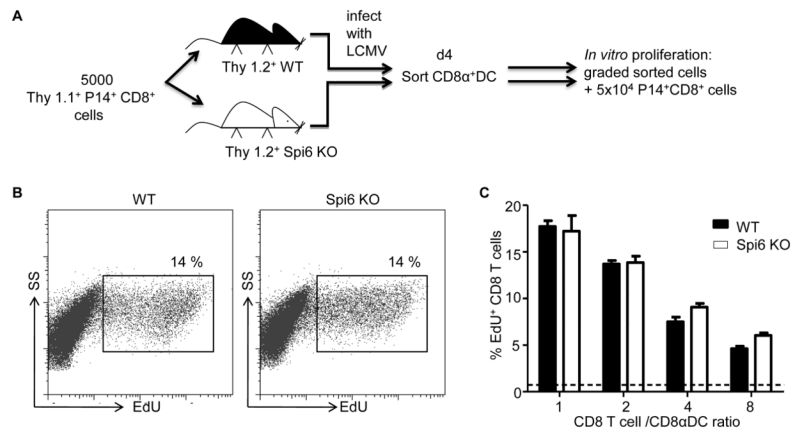 A
5000
Thy 1.1⁺ P14⁺ CD8⁺
cells
Thy 1.2⁺ WT
Thy 1.2⁺ Spi6 KO
infect
with
LCMV
d4
Sort CD8α⁺DC
In vitro proliferation:
graded sorted cells
+ 5x10⁴ P14⁺CD8⁺ cells
B
WT
Spi6 KO
14 %
14 %
SS
SS
EdU
EdU
C
20
15
10
5
0
% EdU⁺ CD8 T cells
WT
Spi6 KO
1
2
4
8
CD8 T cell /CD8αDC ratio